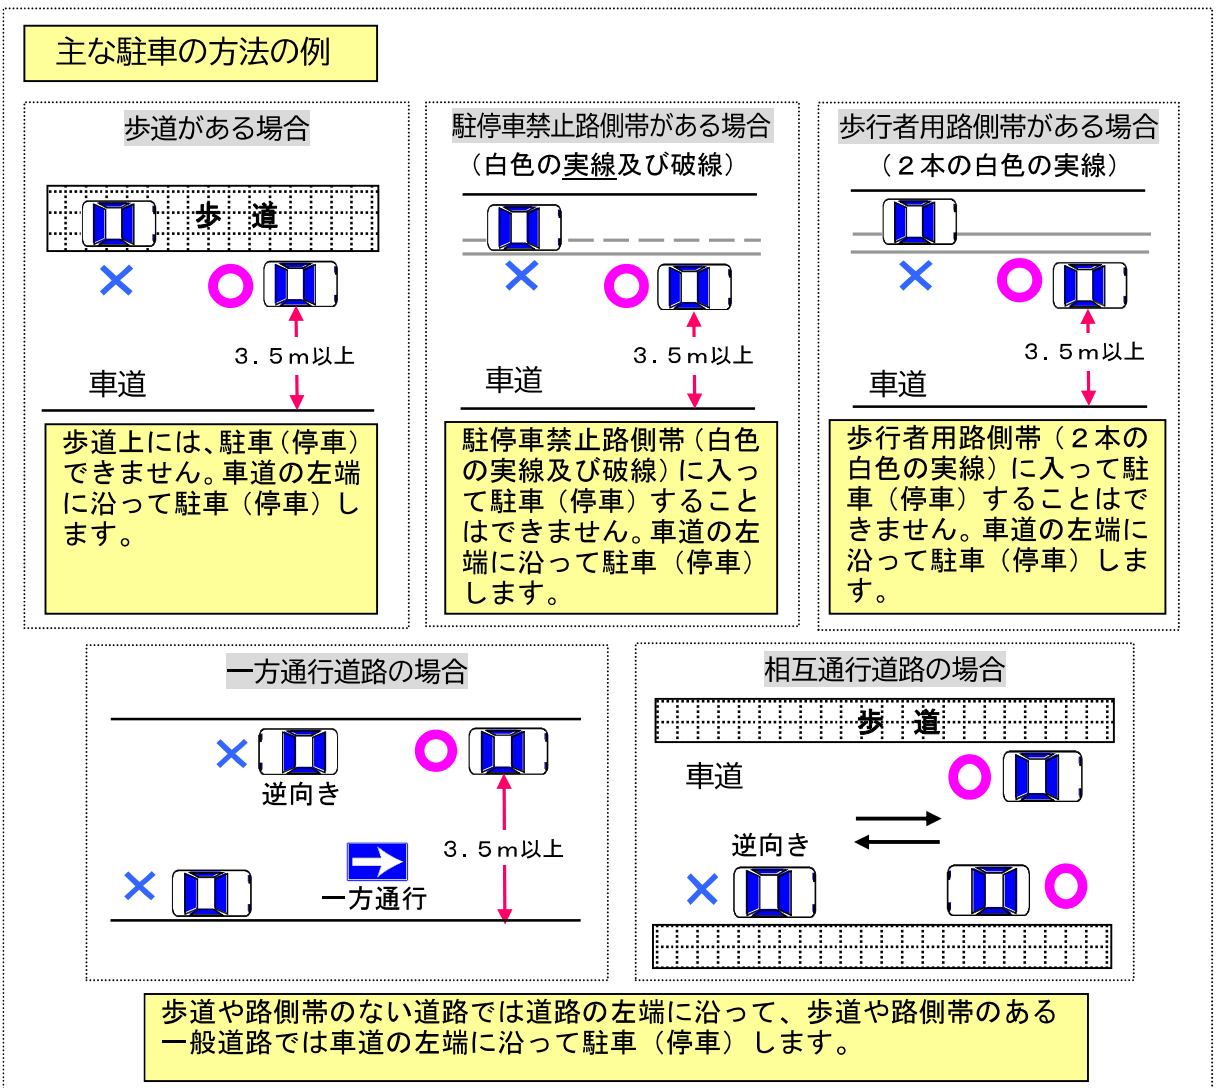 主な駐車の方法の例
歩道がある場合
歩 道
3．5ｍ以上
車道
歩道上には、駐車（停車）
できません。車道の左端
に沿って駐車（停車）し
ます。
駐停車禁止路側帯がある場合
（白色の実線及び破線）
3．5ｍ以上
車道
駐停車禁止路側帯（白色
の実線及び破線）に入っ
て駐車（停車）すること
はできません。車道の左
端に沿って駐車（停車）
します。
歩行者用路側帯がある場合
（２本の白色の実線）
3．5ｍ以上
車道
歩行者用路側帯（２本の
白色の実線）に入って駐
車（停車）することはで
きません。車道の左端に
沿って駐車（停車）しま
す。
一方通行道路の場合
逆向き
3．5ｍ以上
一方通行
相互通行道路の場合
歩 道
車道
逆向き
歩道や路側帯のない道路では道路の左端に沿って、歩道や路側帯のある
一般道路では車道の左端に沿って駐車（停車）します。